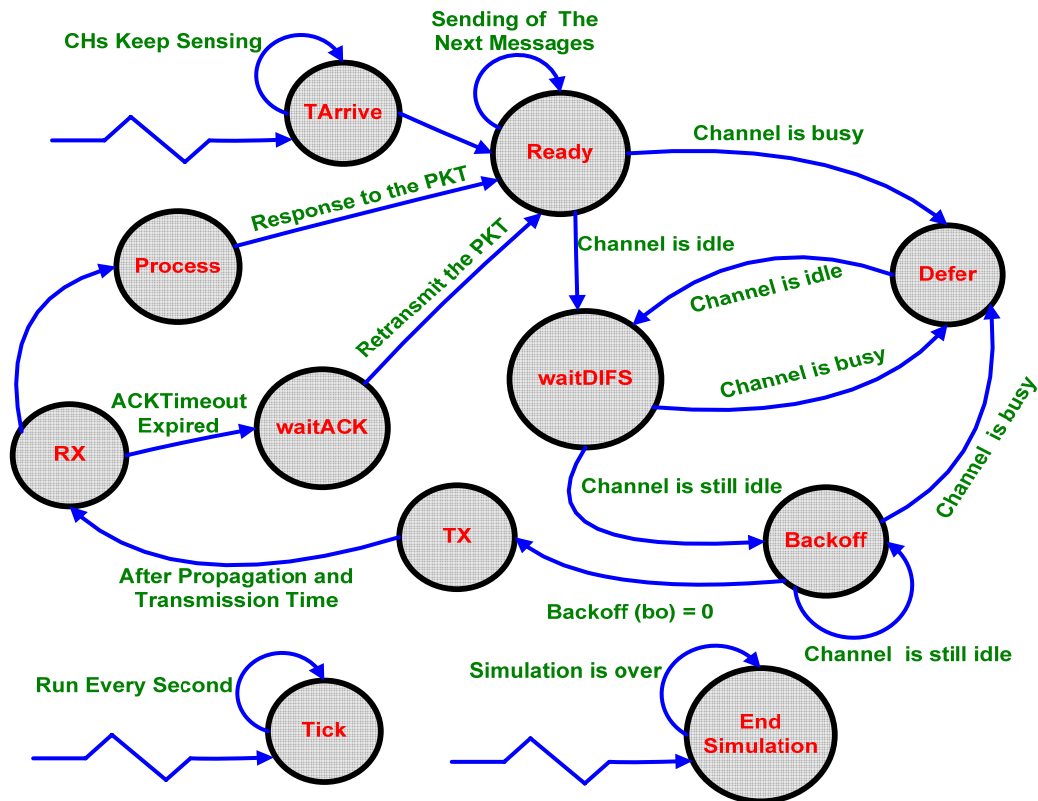 Sending of The
Next Messages
CHs Keep Sensing
TArrive
Ready
Channel is busy
Response to the PKT
Process
Retransmit the PKT
Channel is idle
Channel is idle
Defer
waitDIFS
Channel is busy
ACKTimeout
Expired
waitACK
RX
Channel is busy
Channel is still idle
TX
Backoff
After Propagation and
Transmission Time
Backoff (bo) = 0
Channel is still idle
Run Every Second
Simulation is over
Tick
End
Simulation